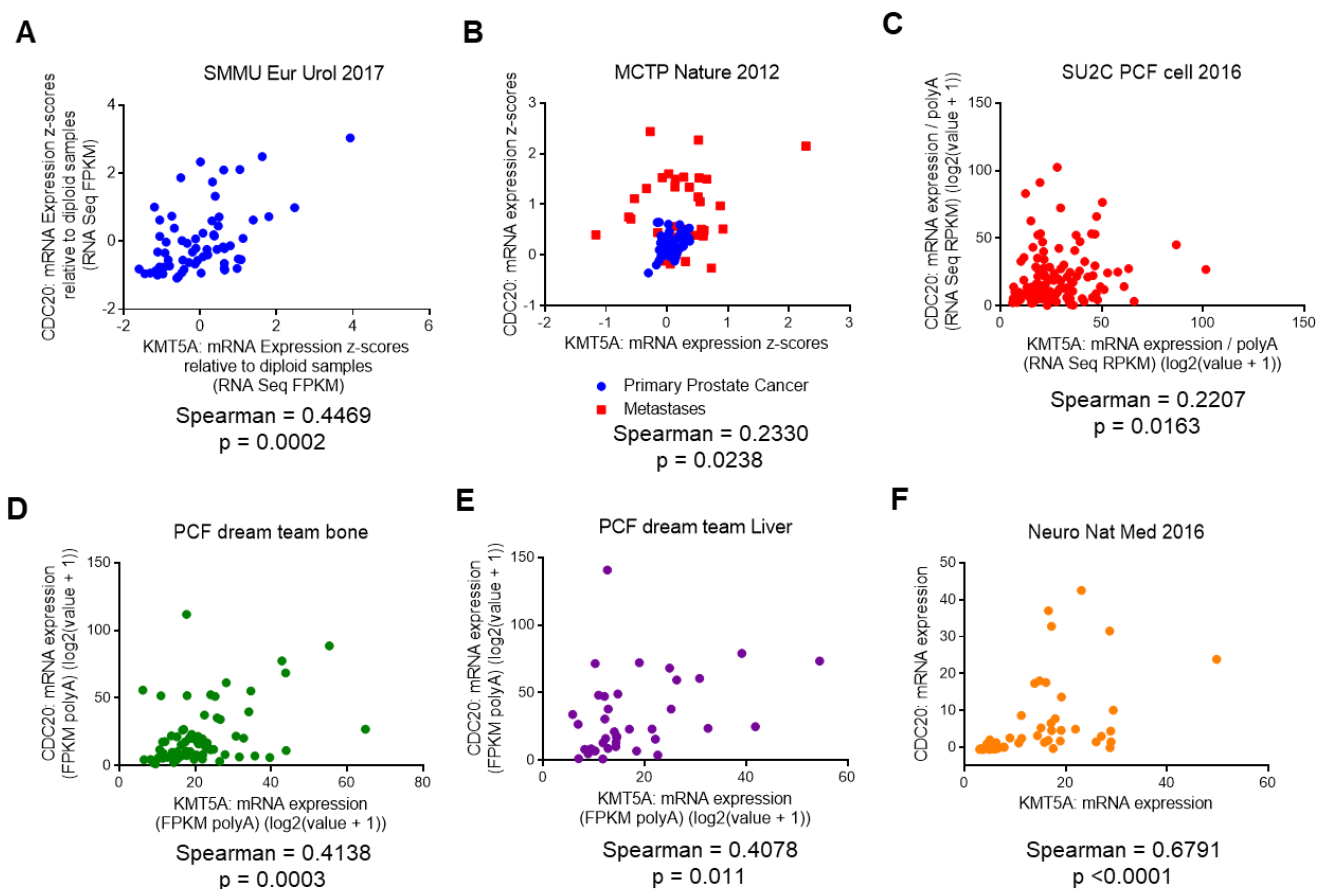 A
SMMU Eur Urol 2017
CDC20: mRNA Expression z-scores
relative to diploid samples
(RNA Seq FPKM)
4
2
0
-2
-2
0
2
4
6
KMT5A: mRNA Expression z-scores
relative to diploid samples
(RNA Seq FPKM)
Spearman = 0.4469
p = 0.0002
B
MCTP Nature 2012
CDC20: mRNA expression z-scores
3
2
1
0
-1
-2
-1
0
1
2
3
KMT5A: mRNA expression z-scores
Primary Prostate Cancer
Metastases
Spearman = 0.2330
p = 0.0238
C
SU2C PCF cell 2016
CDC20: mRNA expression / polyA
(RNA Seq RPKM) (log2(value + 1))
150
100
50
0
0
50
100
150
KMT5A: mRNA expression / polyA
(RNA Seq RPKM) (log2(value + 1))
Spearman = 0.2207
p = 0.0163
D
PCF dream team bone
CDC20: mRNA expression
(FPKM polyA) (log2(value + 1))
150
100
50
0
0
20
40
60
80
KMT5A: mRNA expression
(FPKM polyA) (log2(value + 1))
Spearman = 0.4138
p = 0.0003
E
PCF dream team Liver
CDC20: mRNA expression
(FPKM polyA) (log2(value + 1))
150
100
50
0
0
20
40
60
KMT5A: mRNA expression
(FPKM polyA) (log2(value + 1))
Spearman = 0.4078
p = 0.011
F
Neuro Nat Med 2016
CDC20: mRNA expression
50
40
30
20
10
0
0
20
40
60
KMT5A: mRNA expression
Spearman = 0.6791
p <0.0001